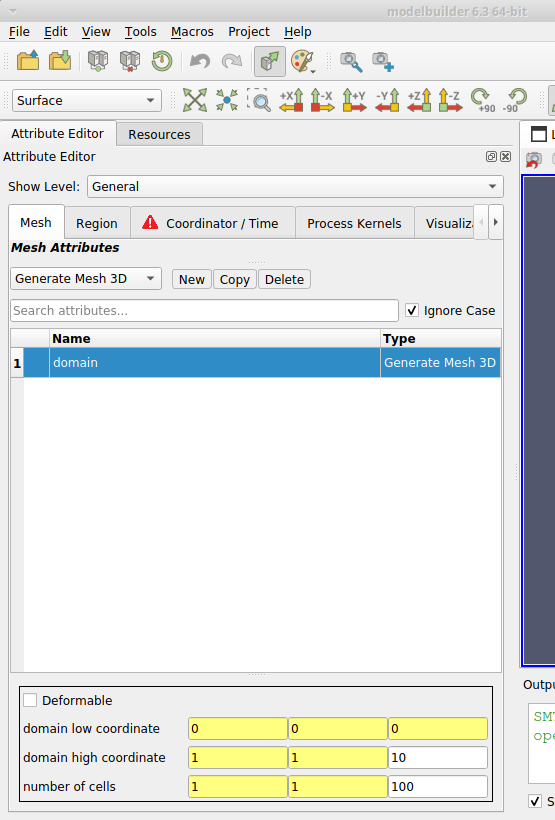 modelbuilder 6.3 64-bit
File Edit View Tools Macros Project Help
Surface
+X -X +Y -Y +Z -Z +90 -90
Attribute Editor Resources
Attribute Editor
Show Level: General
Mesh Region Coordinator / Time Process Kernels Visualiz
Mesh Attributes
Generate Mesh 3D New Copy Delete
Search attributes... Ignore Case
Name Type
1 domain Generate Mesh 3D
Deformable
domain low coordinate 0 0 0
domain high coordinate 1 1 10
number of cells 1 1 100
Outpu
SMT
ope
S